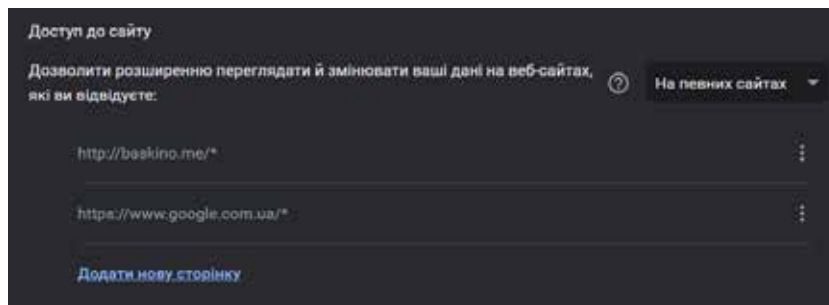 Доступ до сайту
Дозволити розширенню переглядати й змінювати ваші дані на веб-сайтах,
які ви відвідуєте:
На певних сайтах
http://baskino.me/*
https://www.google.com.ua/*
Додати нову сторінку